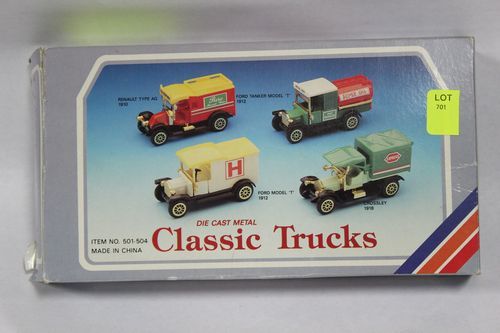 RENAULT TYPE AG
1910
FORD TANKER MODEL 'T'
1912
LOT
701
H
FORD MODEL 'T'
1912
CROSSLEY
1918
DIE CAST METAL
ITEM NO. 501-504
MADE IN CHINA
Classic Trucks